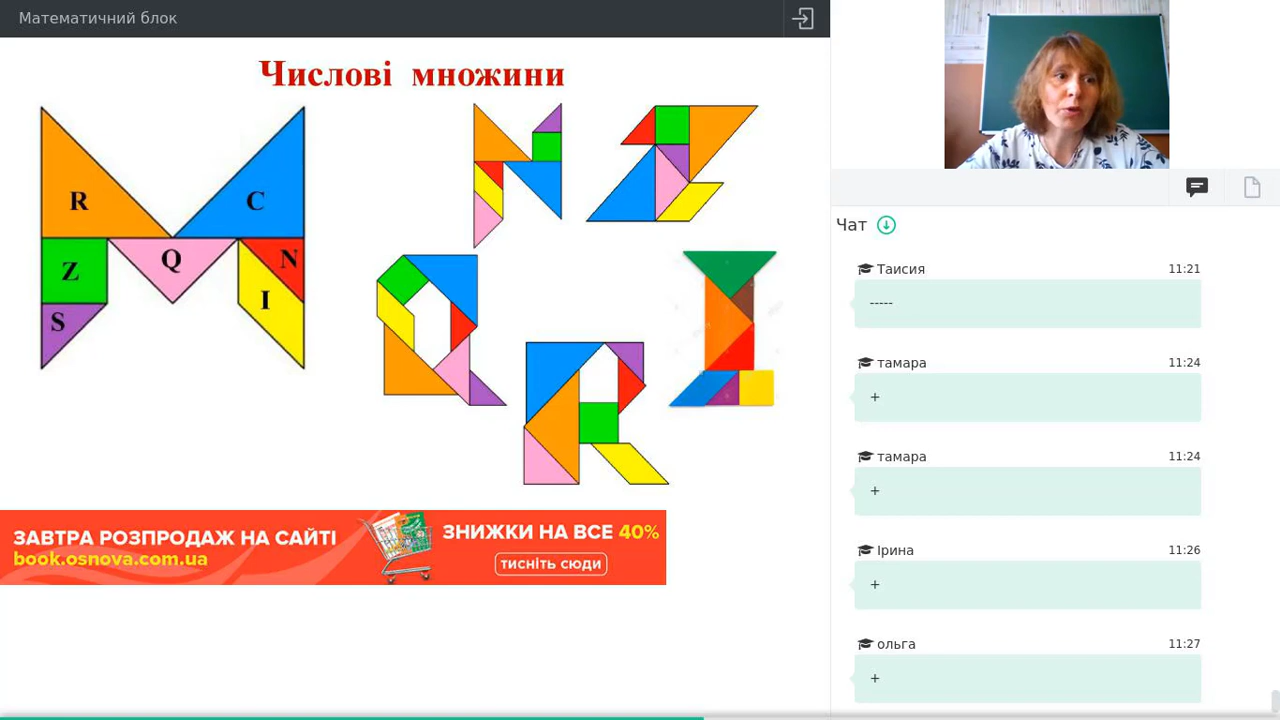 Математичний блок
Числові множини
R
C
Z
Q
N
S
I
ЗАВТРА РОЗПРОДАЖ НА САЙТІ
book.osnova.com.ua
ЗНИЖКИ НА ВСЕ 40%
тисніть сюди
Чат
Таисия 11:21
-----
тамара 11:24
+
тамара 11:24
+
Ірина 11:26
+
ольга 11:27
+